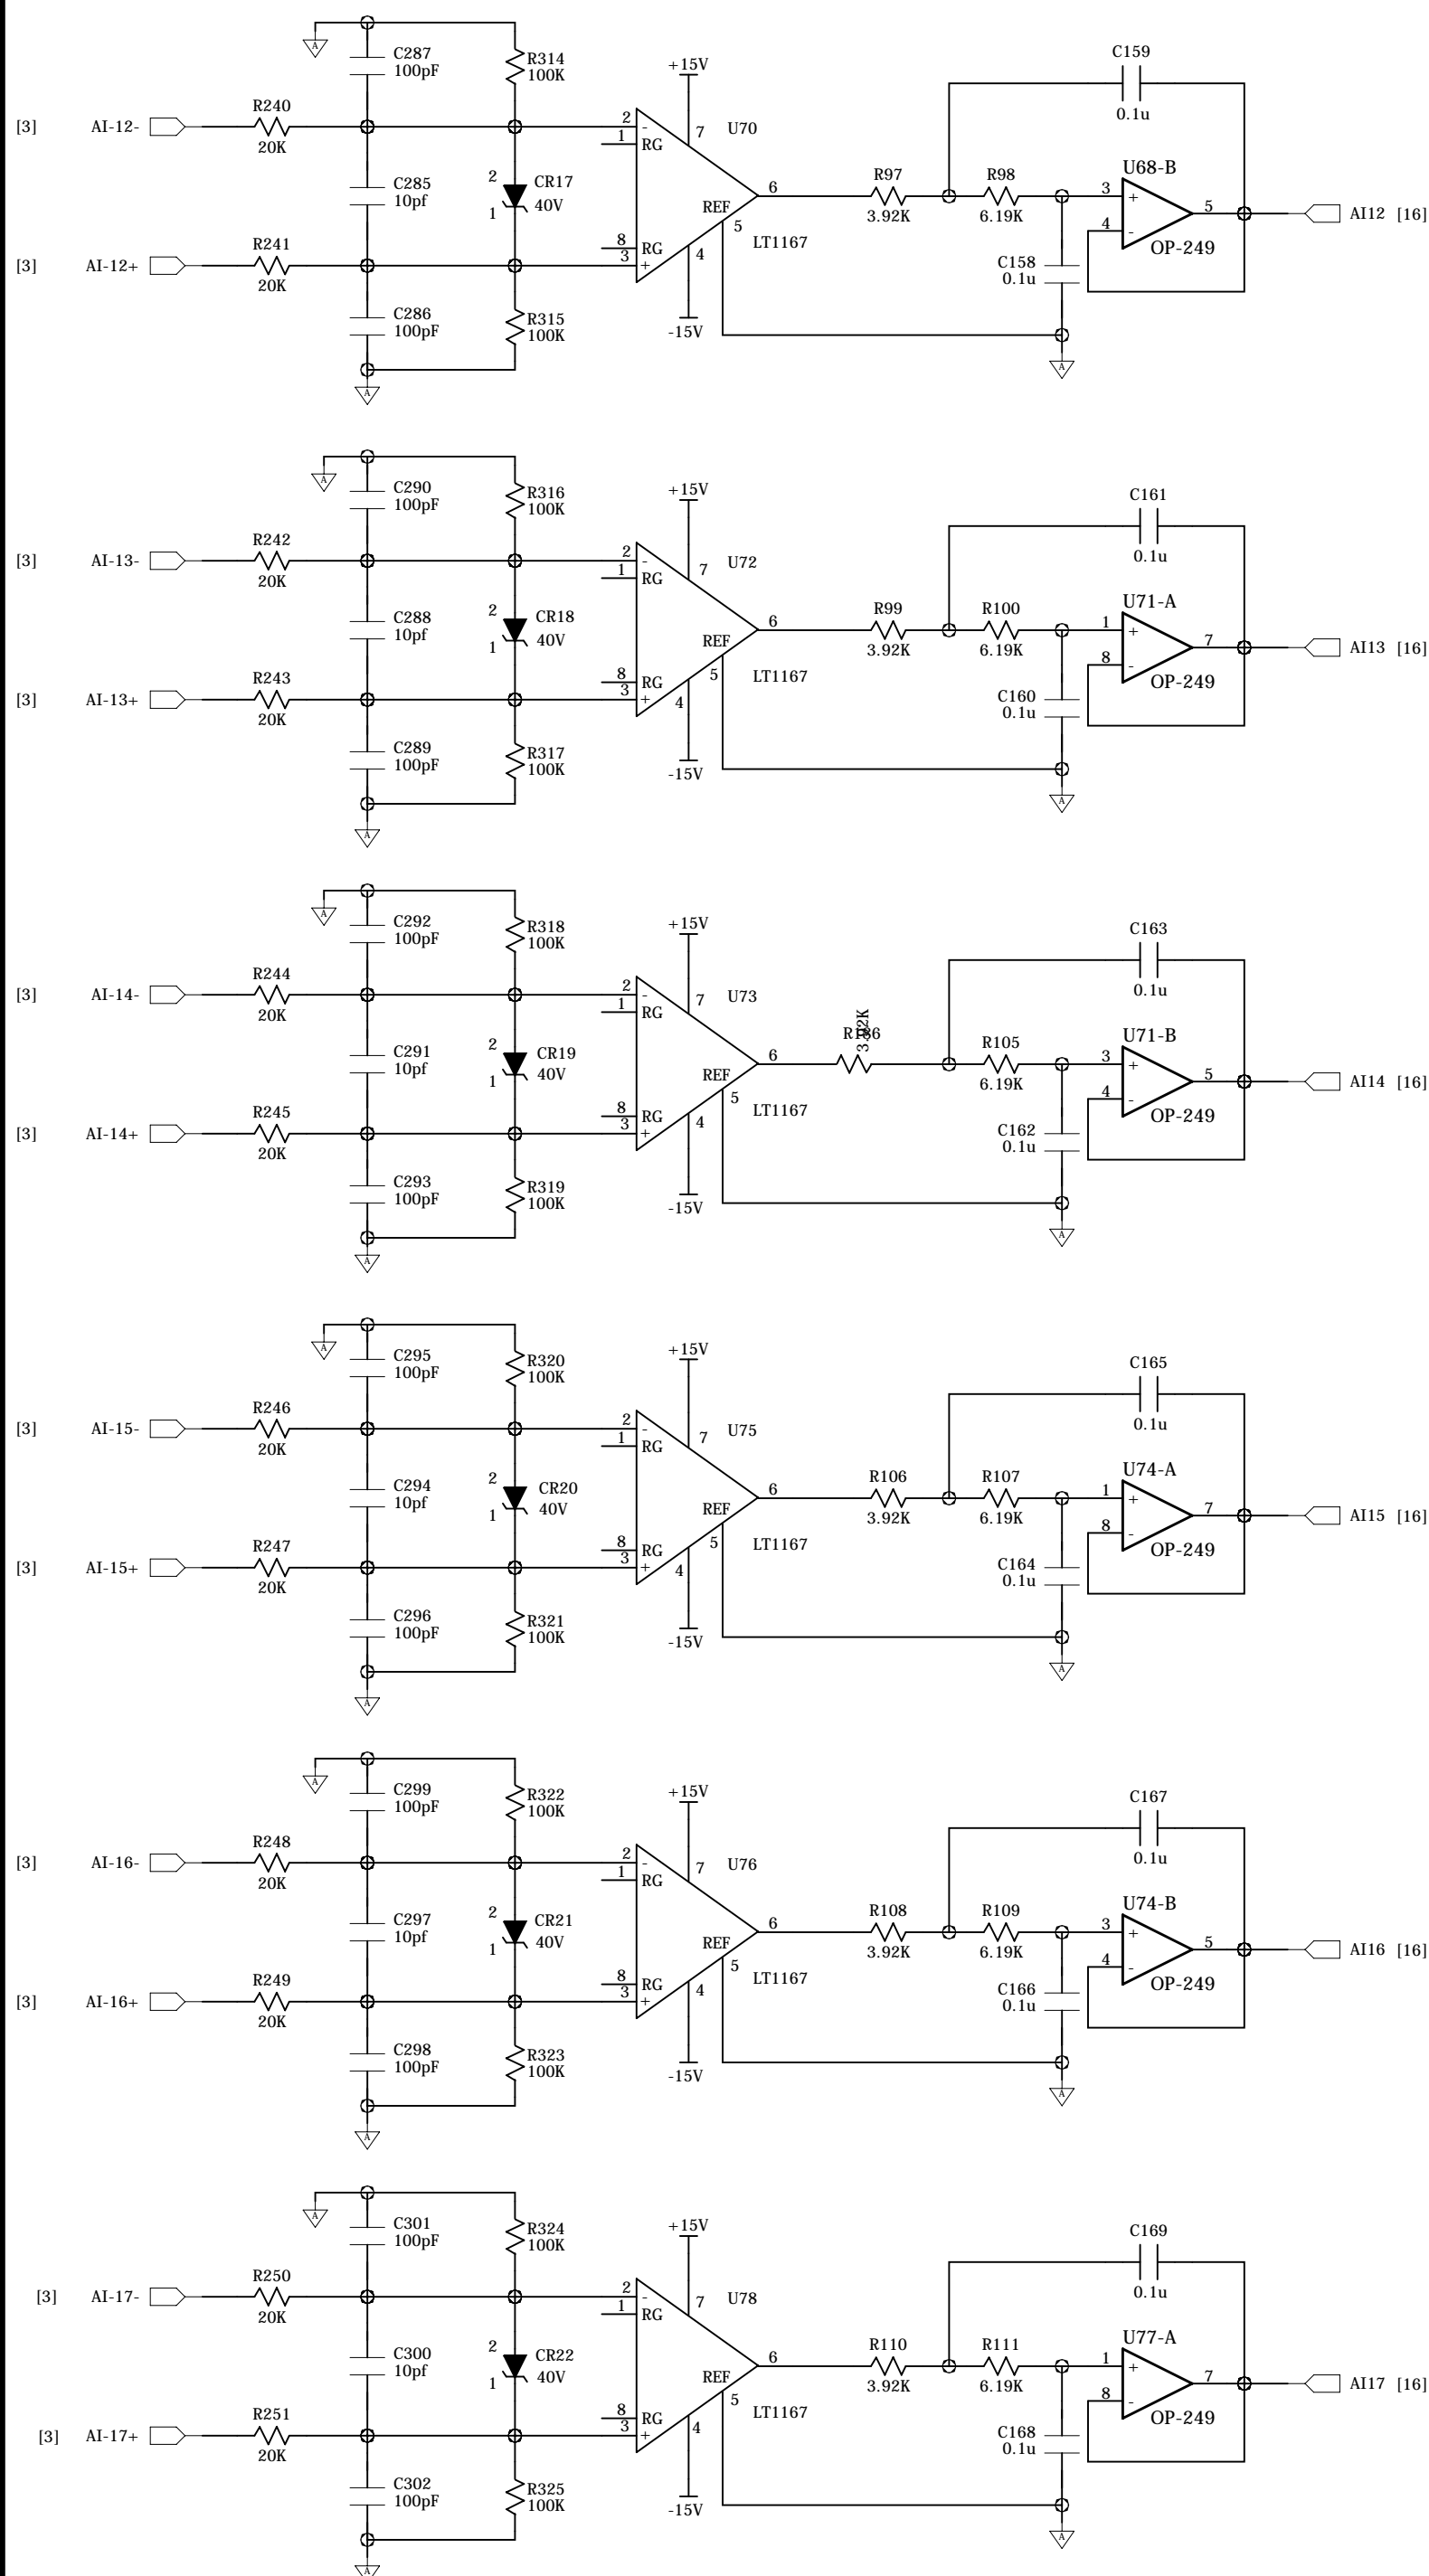 C287
100pF
R314
100K
+15V
C159
0.1u
[3] AI-12-
R240
20K
2
-
1
RG
7
U70
C285
10pf
2
1
CR17
40V
6
REF
5
R97
3.92K
R98
6.19K
U68-B
3
+
4
-
5
OP-249
AI12 [16]
LT1167
[3] AI-12+
R241
20K
8
RG
3
+
4
C158
0.1u
C286
100pF
R315
100K
-15V
A
A
A
C290
100pF
R316
100K
+15V
C161
0.1u
[3] AI-13-
R242
20K
2
-
1
RG
7
U72
C288
10pf
2
1
CR18
40V
6
REF
5
R99
3.92K
R100
6.19K
U71-A
1
+
8
-
7
OP-249
AI13 [16]
LT1167
[3] AI-13+
R243
20K
8
RG
3
+
4
C160
0.1u
C289
100pF
R317
100K
-15V
A
A
A
C292
100pF
R318
100K
+15V
C163
0.1u
[3] AI-14-
R244
20K
2
-
1
RG
7
U73
C291
10pf
2
1
CR19
40V
6
REF
5
3.92K
R105
6.19K
U71-B
3
+
4
-
5
OP-249
AI14 [16]
LT1167
[3] AI-14+
R245
20K
8
RG
3
+
4
C162
0.1u
C293
100pF
R319
100K
-15V
A
A
A
C295
100pF
R320
100K
+15V
C165
0.1u
[3] AI-15-
R246
20K
2
-
1
RG
7
U75
C294
10pf
2
1
CR20
40V
6
REF
5
R106
3.92K
R107
6.19K
U74-A
1
+
8
-
7
OP-249
AI15 [16]
LT1167
[3] AI-15+
R247
20K
8
RG
3
+
4
C164
0.1u
C296
100pF
R321
100K
-15V
A
A
A
C299
100pF
R322
100K
+15V
C167
0.1u
[3] AI-16-
R248
20K
2
-
1
RG
7
U76
C297
10pf
2
1
CR21
40V
6
REF
5
R108
3.92K
R109
6.19K
U74-B
3
+
4
-
5
OP-249
AI16 [16]
LT1167
[3] AI-16+
R249
20K
8
RG
3
+
4
C166
0.1u
C298
100pF
R323
100K
-15V
A
A
A
C301
100pF
R324
100K
+15V
C169
0.1u
[3] AI-17-
R250
20K
2
-
1
RG
7
U78
C300
10pf
2
1
CR22
40V
6
REF
5
R110
3.92K
R111
6.19K
U77-A
1
+
8
-
7
OP-249
AI17 [16]
LT1167
[3] AI-17+
R251
20K
8
RG
3
+
4
C168
0.1u
C302
100pF
R325
100K
-15V
A
A
A